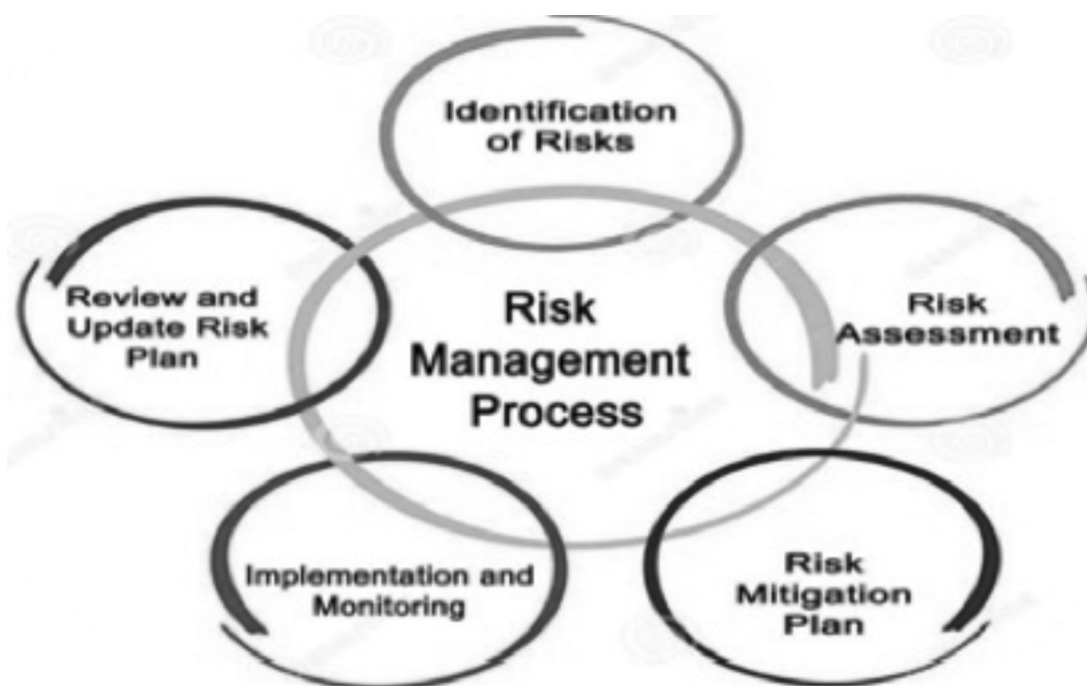 Identification
of Risks
Risk
Assessment
Risk
Mitigation
Plan
Implementation and
Monitoring
Review and
Update Risk
Plan
Risk
Management
Process